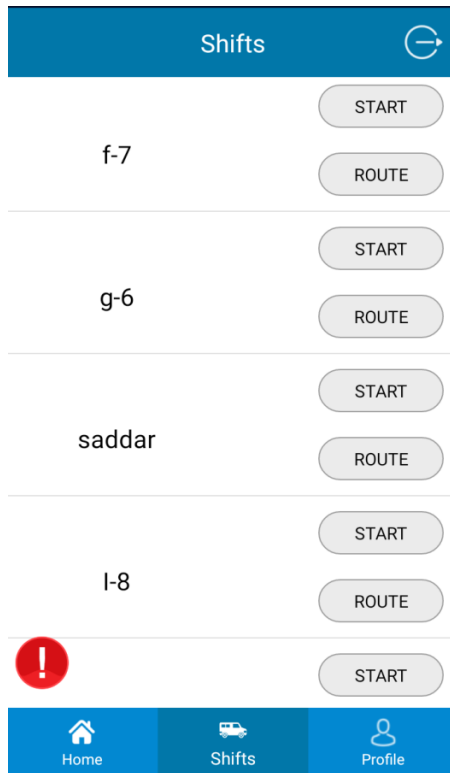 Shifts
START
f-7
ROUTE
START
g-6
ROUTE
START
saddar
ROUTE
START
I-8
ROUTE
!
START
Home
Shifts
Profile